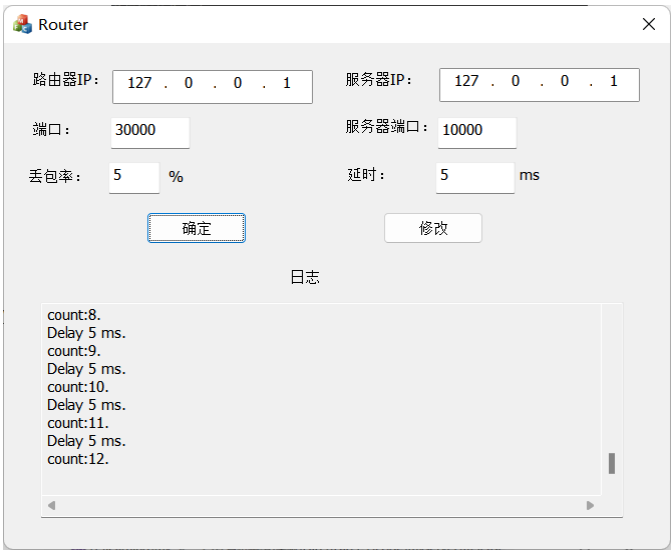 Router
路由器IP： 127 . 0 . 0 . 1 服务器IP： 127 . 0 . 0 . 1
端口： 30000 服务器端口： 10000
丢包率： 5 % 延时： 5 ms
确定 修改
日志
count:8.
Delay 5 ms.
count:9.
Delay 5 ms.
count:10.
Delay 5 ms.
count:11.
Delay 5 ms.
count:12.